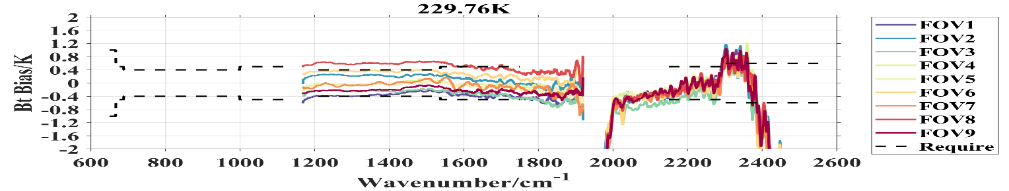 229.76K
Bt Bias/K
2
1.6
1.2
0.8
0.4
0
-0.4
-0.8
-1.2
-1.6
-2
600 800 1000 1200 1400 1600 1800 2000 2200 2400 2600
Wavenumber/cm-1
FOV1
FOV2
FOV3
FOV4
FOV5
FOV6
FOV7
FOV8
FOV9
Require